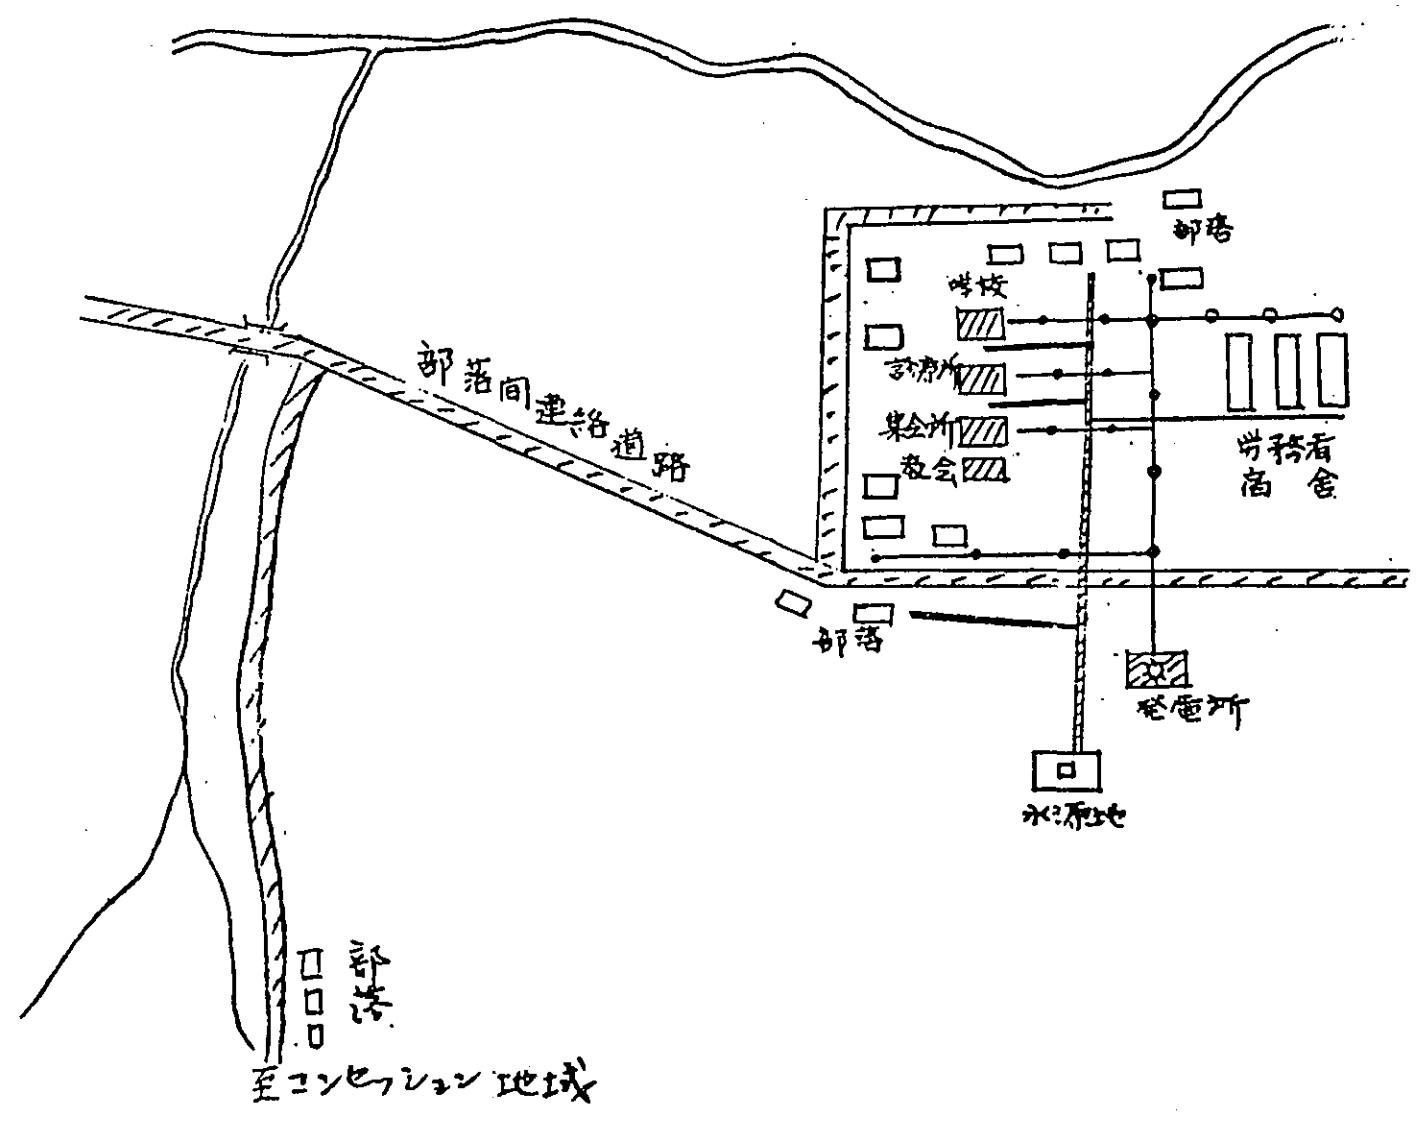 部落
学校
部落間連絡道路
診療所
集会所
教会
労務者
宿舎
部落
発電所
水源地
部落
至コンセッション地域